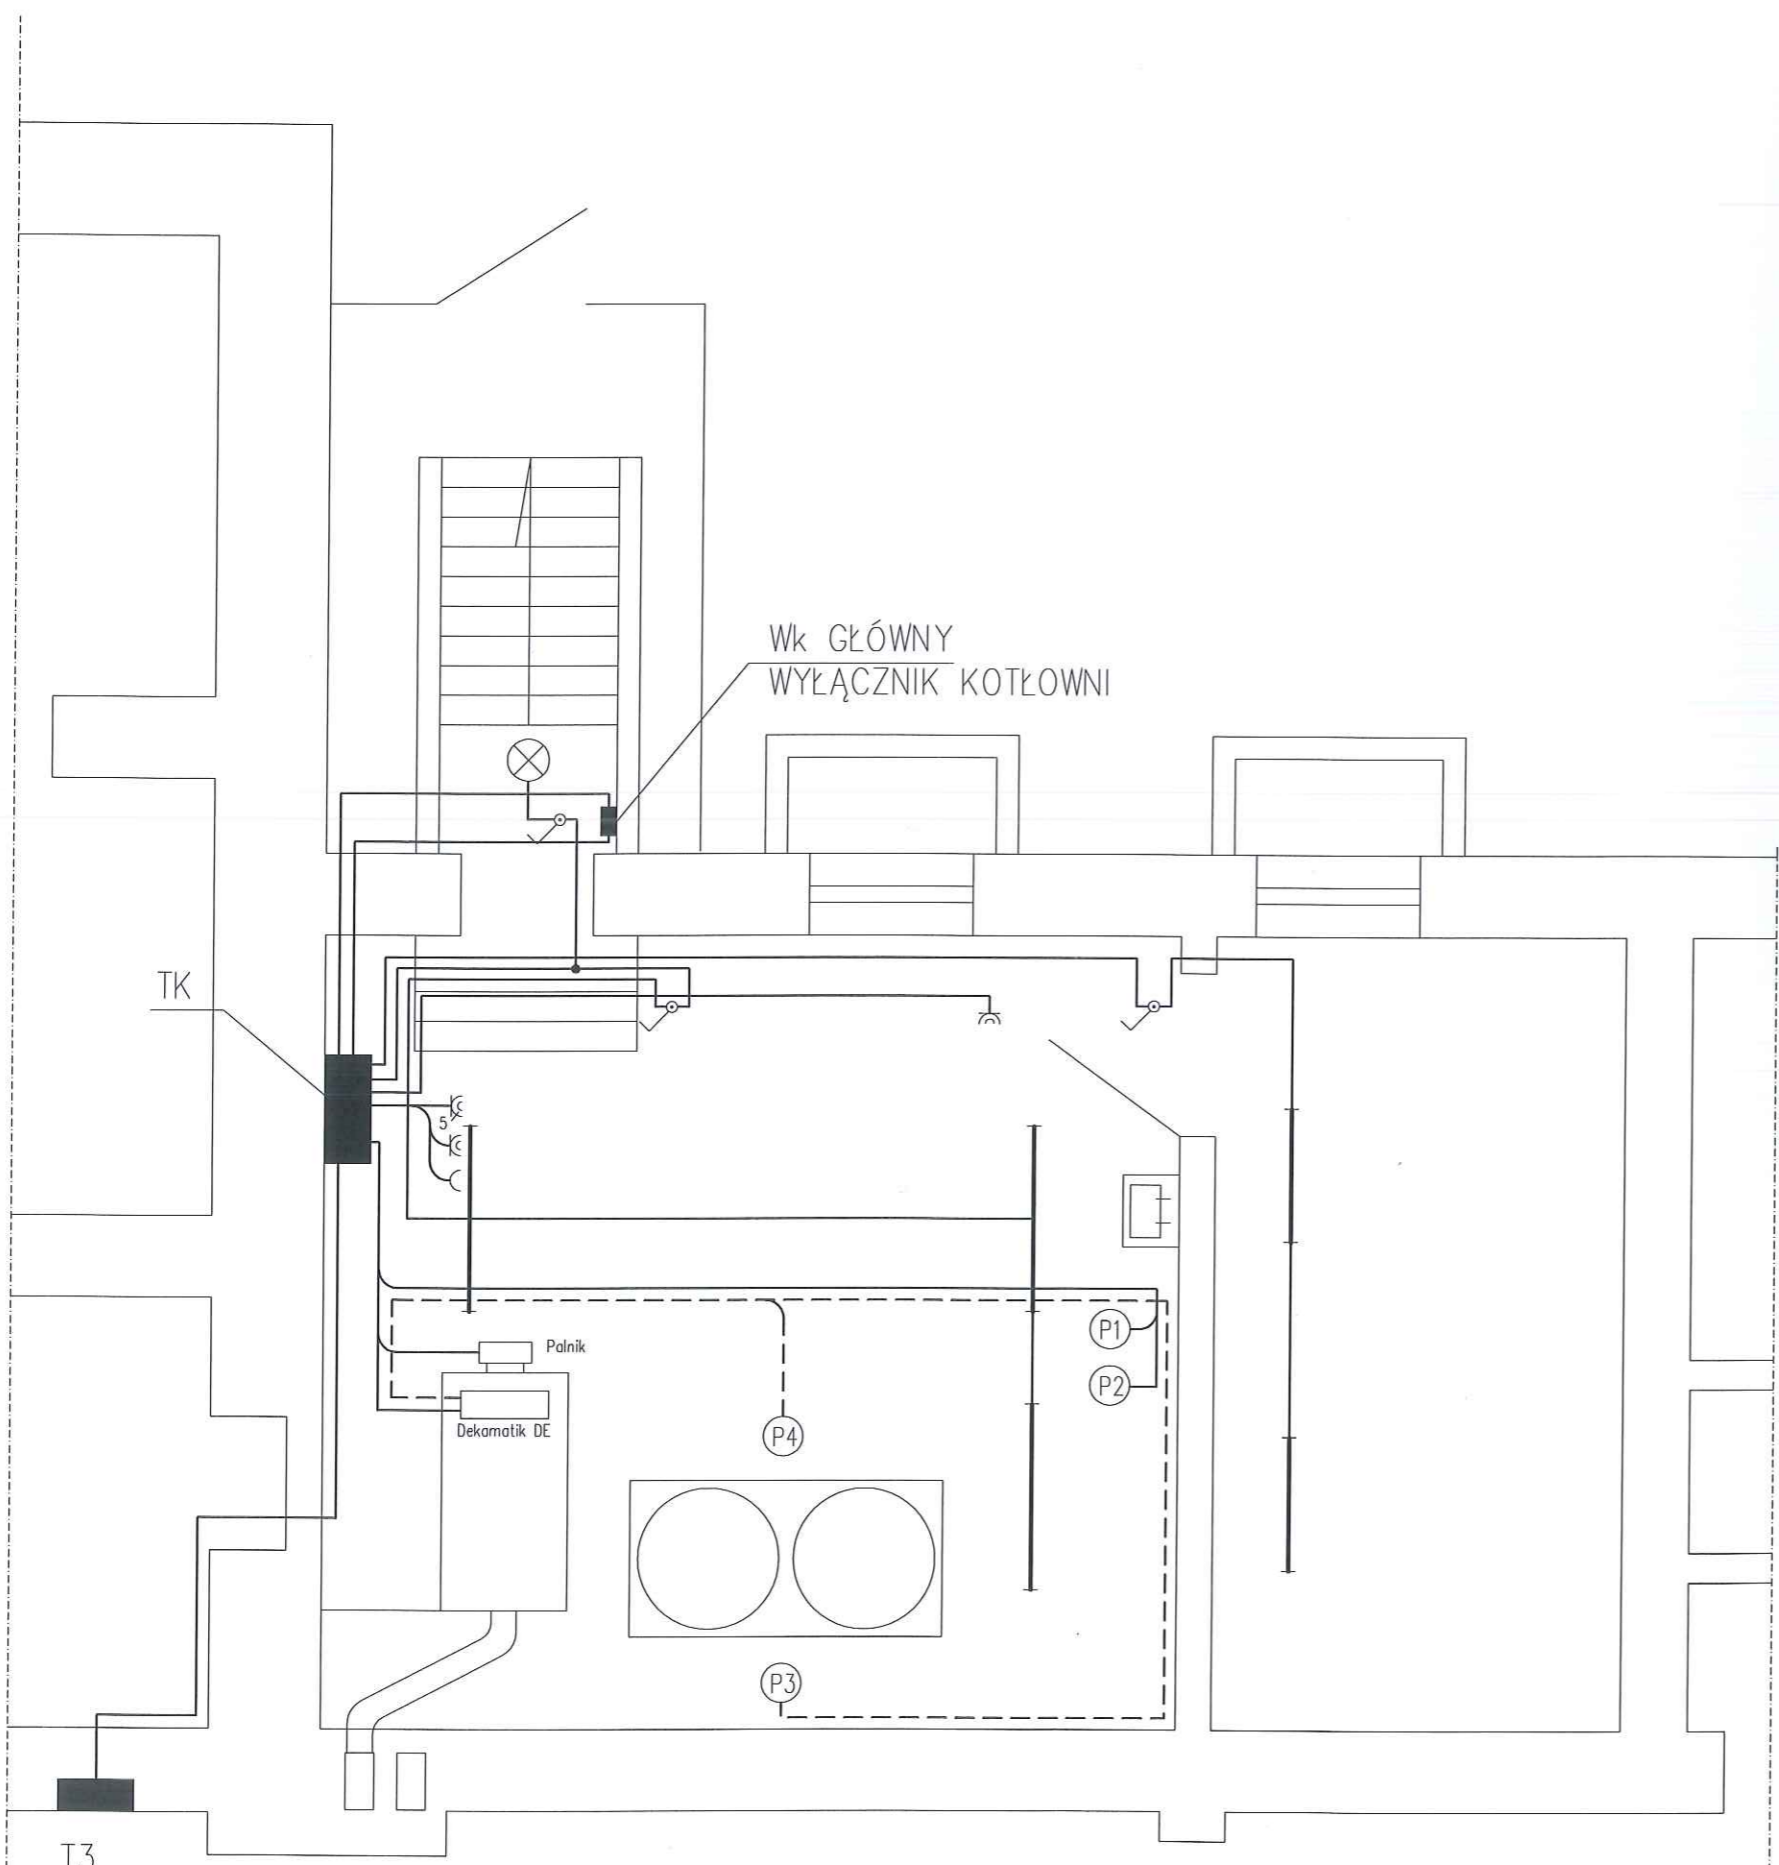 Wk GŁÓWNY
WYŁĄCZNIK KOTŁOWNI
TK
5
P1
Palnik
P2
Dekamatik DE
P4
P3
T3